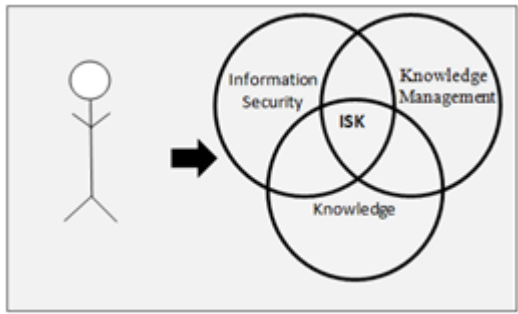 Information
Security
Knowledge
Management
ISK
Knowledge